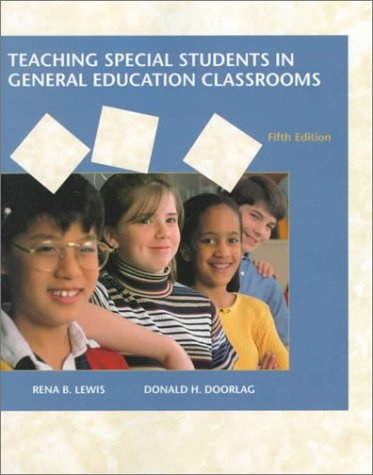 TEACHING SPECIAL STUDENTS IN
GENERAL EDUCATION CLASSROOMS
Fifth Edition
RENA B. LEWIS DONALD H. DOORLAG